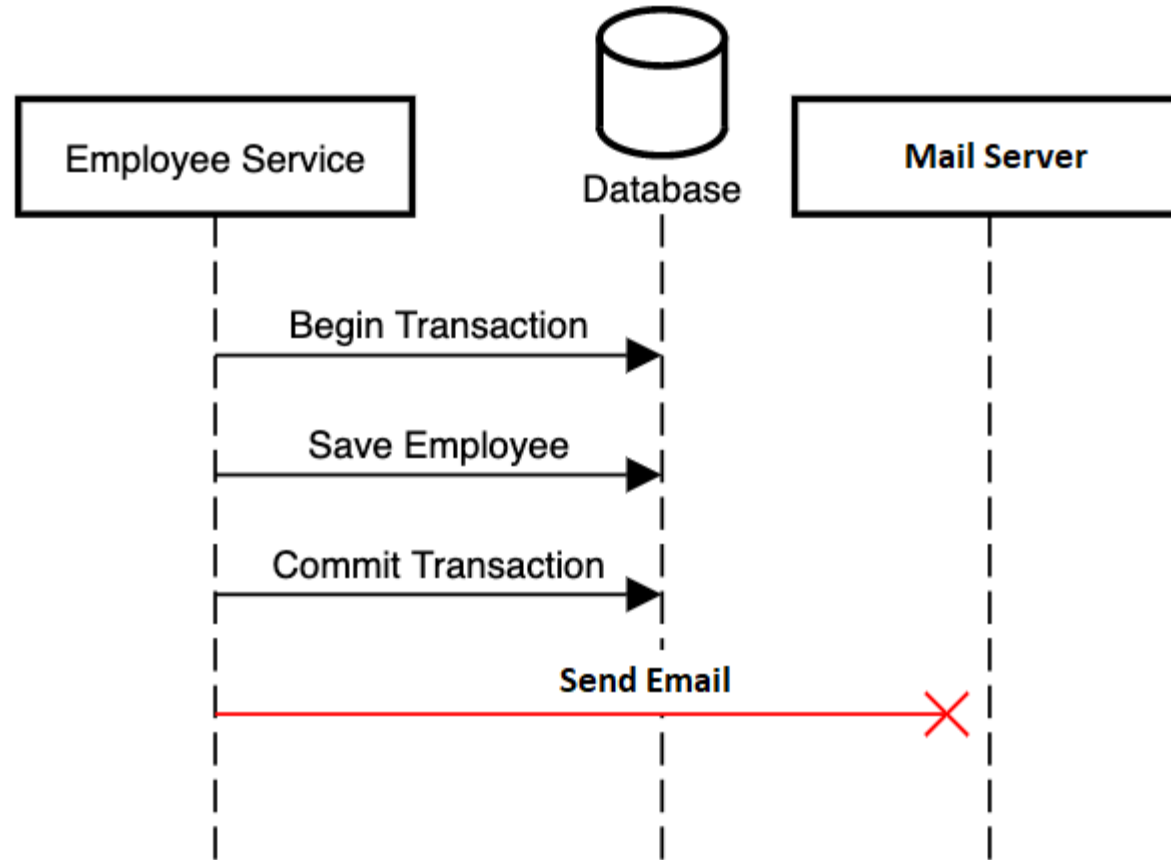 Employee Service
Database
Mail Server
Begin Transaction
Save Employee
Commit Transaction
Send Email